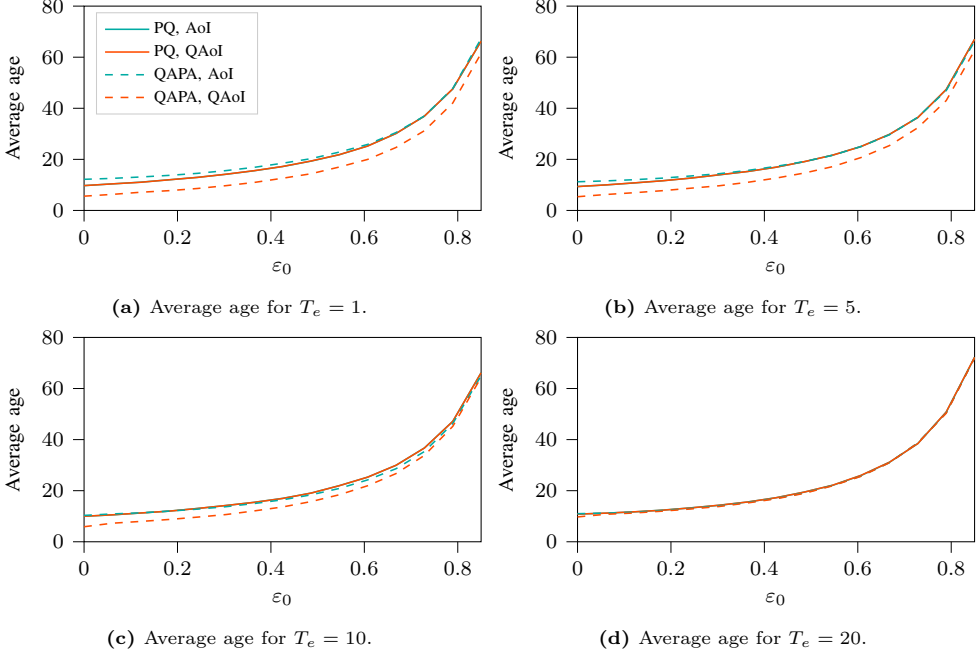 80
60
40
20
0
Average age
PQ, AoI
PQ, QAoI
QAPA, AoI
QAPA, QAoI
0
0.2
0.4
0.6
0.8
ε₀
(a) Average age for Tₑ = 1.
80
60
40
20
0
Average age
0
0.2
0.4
0.6
0.8
ε₀
(b) Average age for Tₑ = 5.
80
60
40
20
0
Average age
0
0.2
0.4
0.6
0.8
ε₀
(c) Average age for Tₑ = 10.
80
60
40
20
0
Average age
0
0.2
0.4
0.6
0.8
ε₀
(d) Average age for Tₑ = 20.